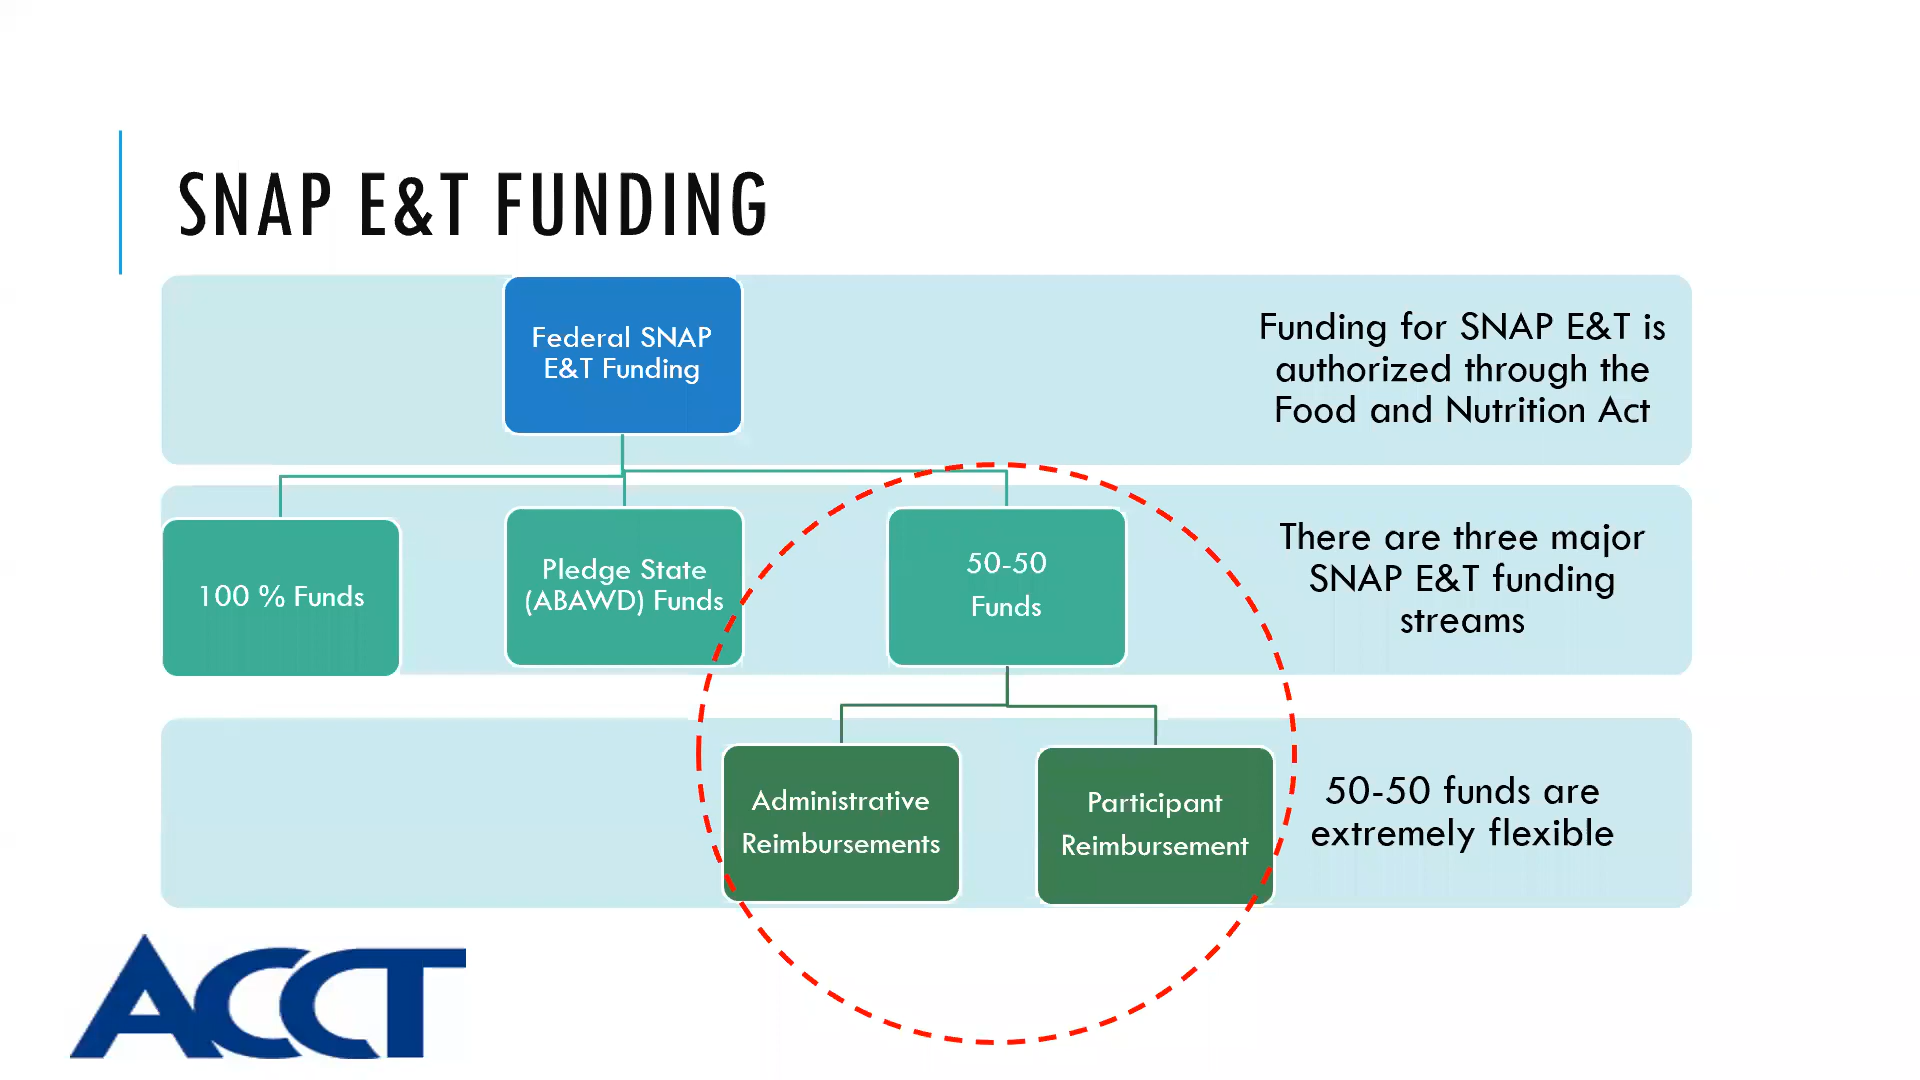 SNAP E&T FUNDING
Federal SNAP
E&T Funding
Funding for SNAP E&T is
authorized through the
Food and Nutrition Act
100 % Funds
Pledge State
(ABAWD) Funds
50-50
Funds
There are three major
SNAP E&T funding
streams
Administrative
Reimbursements
Participant
Reimbursement
50-50 funds are
extremely flexible
ACCT